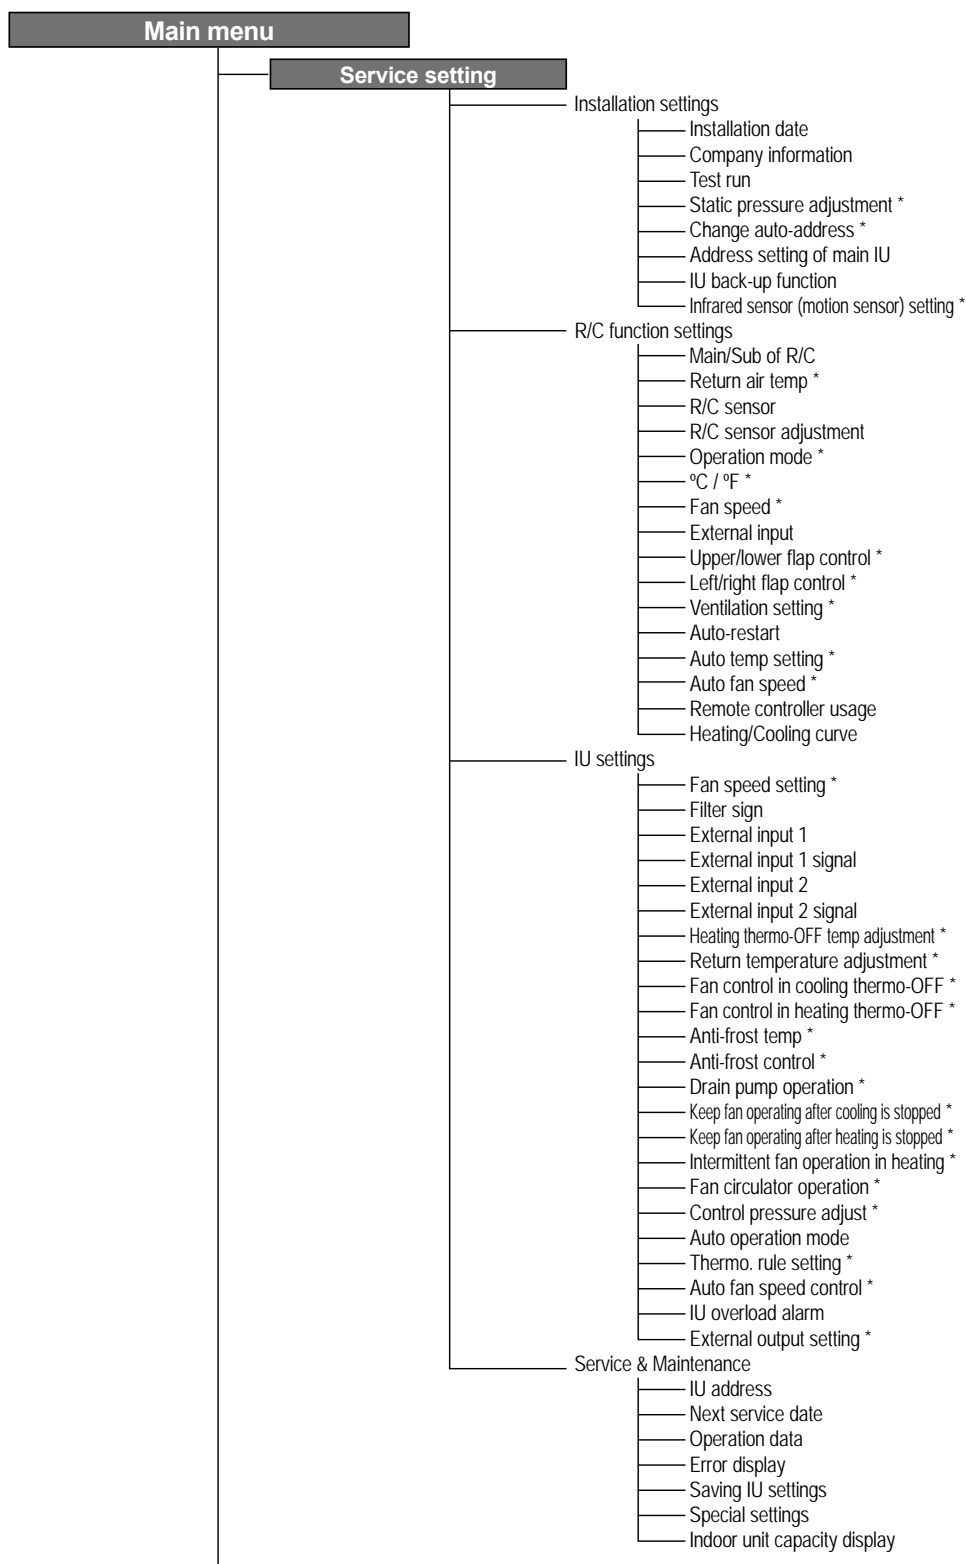 Main menu
Service setting
Installation settings
Installation date
Company information
Test run
Static pressure adjustment *
Change auto-address *
Address setting of main IU
IU back-up function
Infrared sensor (motion sensor) setting *
R/C function settings
Main/Sub of R/C
Return air temp *
R/C sensor
R/C sensor adjustment
Operation mode *
ºC / ºF *
Fan speed *
External input
Upper/lower flap control *
Left/right flap control *
Ventilation setting *
Auto-restart
Auto temp setting *
Auto fan speed *
Remote controller usage
Heating/Cooling curve
IU settings
Fan speed setting *
Filter sign
External input 1
External input 1 signal
External input 2
External input 2 signal
Heating thermo-OFF temp adjustment *
Return temperature adjustment *
Fan control in cooling thermo-OFF *
Fan control in heating thermo-OFF *
Anti-frost temp *
Anti-frost control *
Drain pump operation *
Keep fan operating after cooling is stopped *
Keep fan operating after heating is stopped *
Intermittent fan operation in heating *
Fan circulator operation *
Control pressure adjust *
Auto operation mode
Thermo. rule setting *
Auto fan speed control *
IU overload alarm
External output setting *
Service & Maintenance
IU address
Next service date
Operation data
Error display
Saving IU settings
Special settings
Indoor unit capacity display